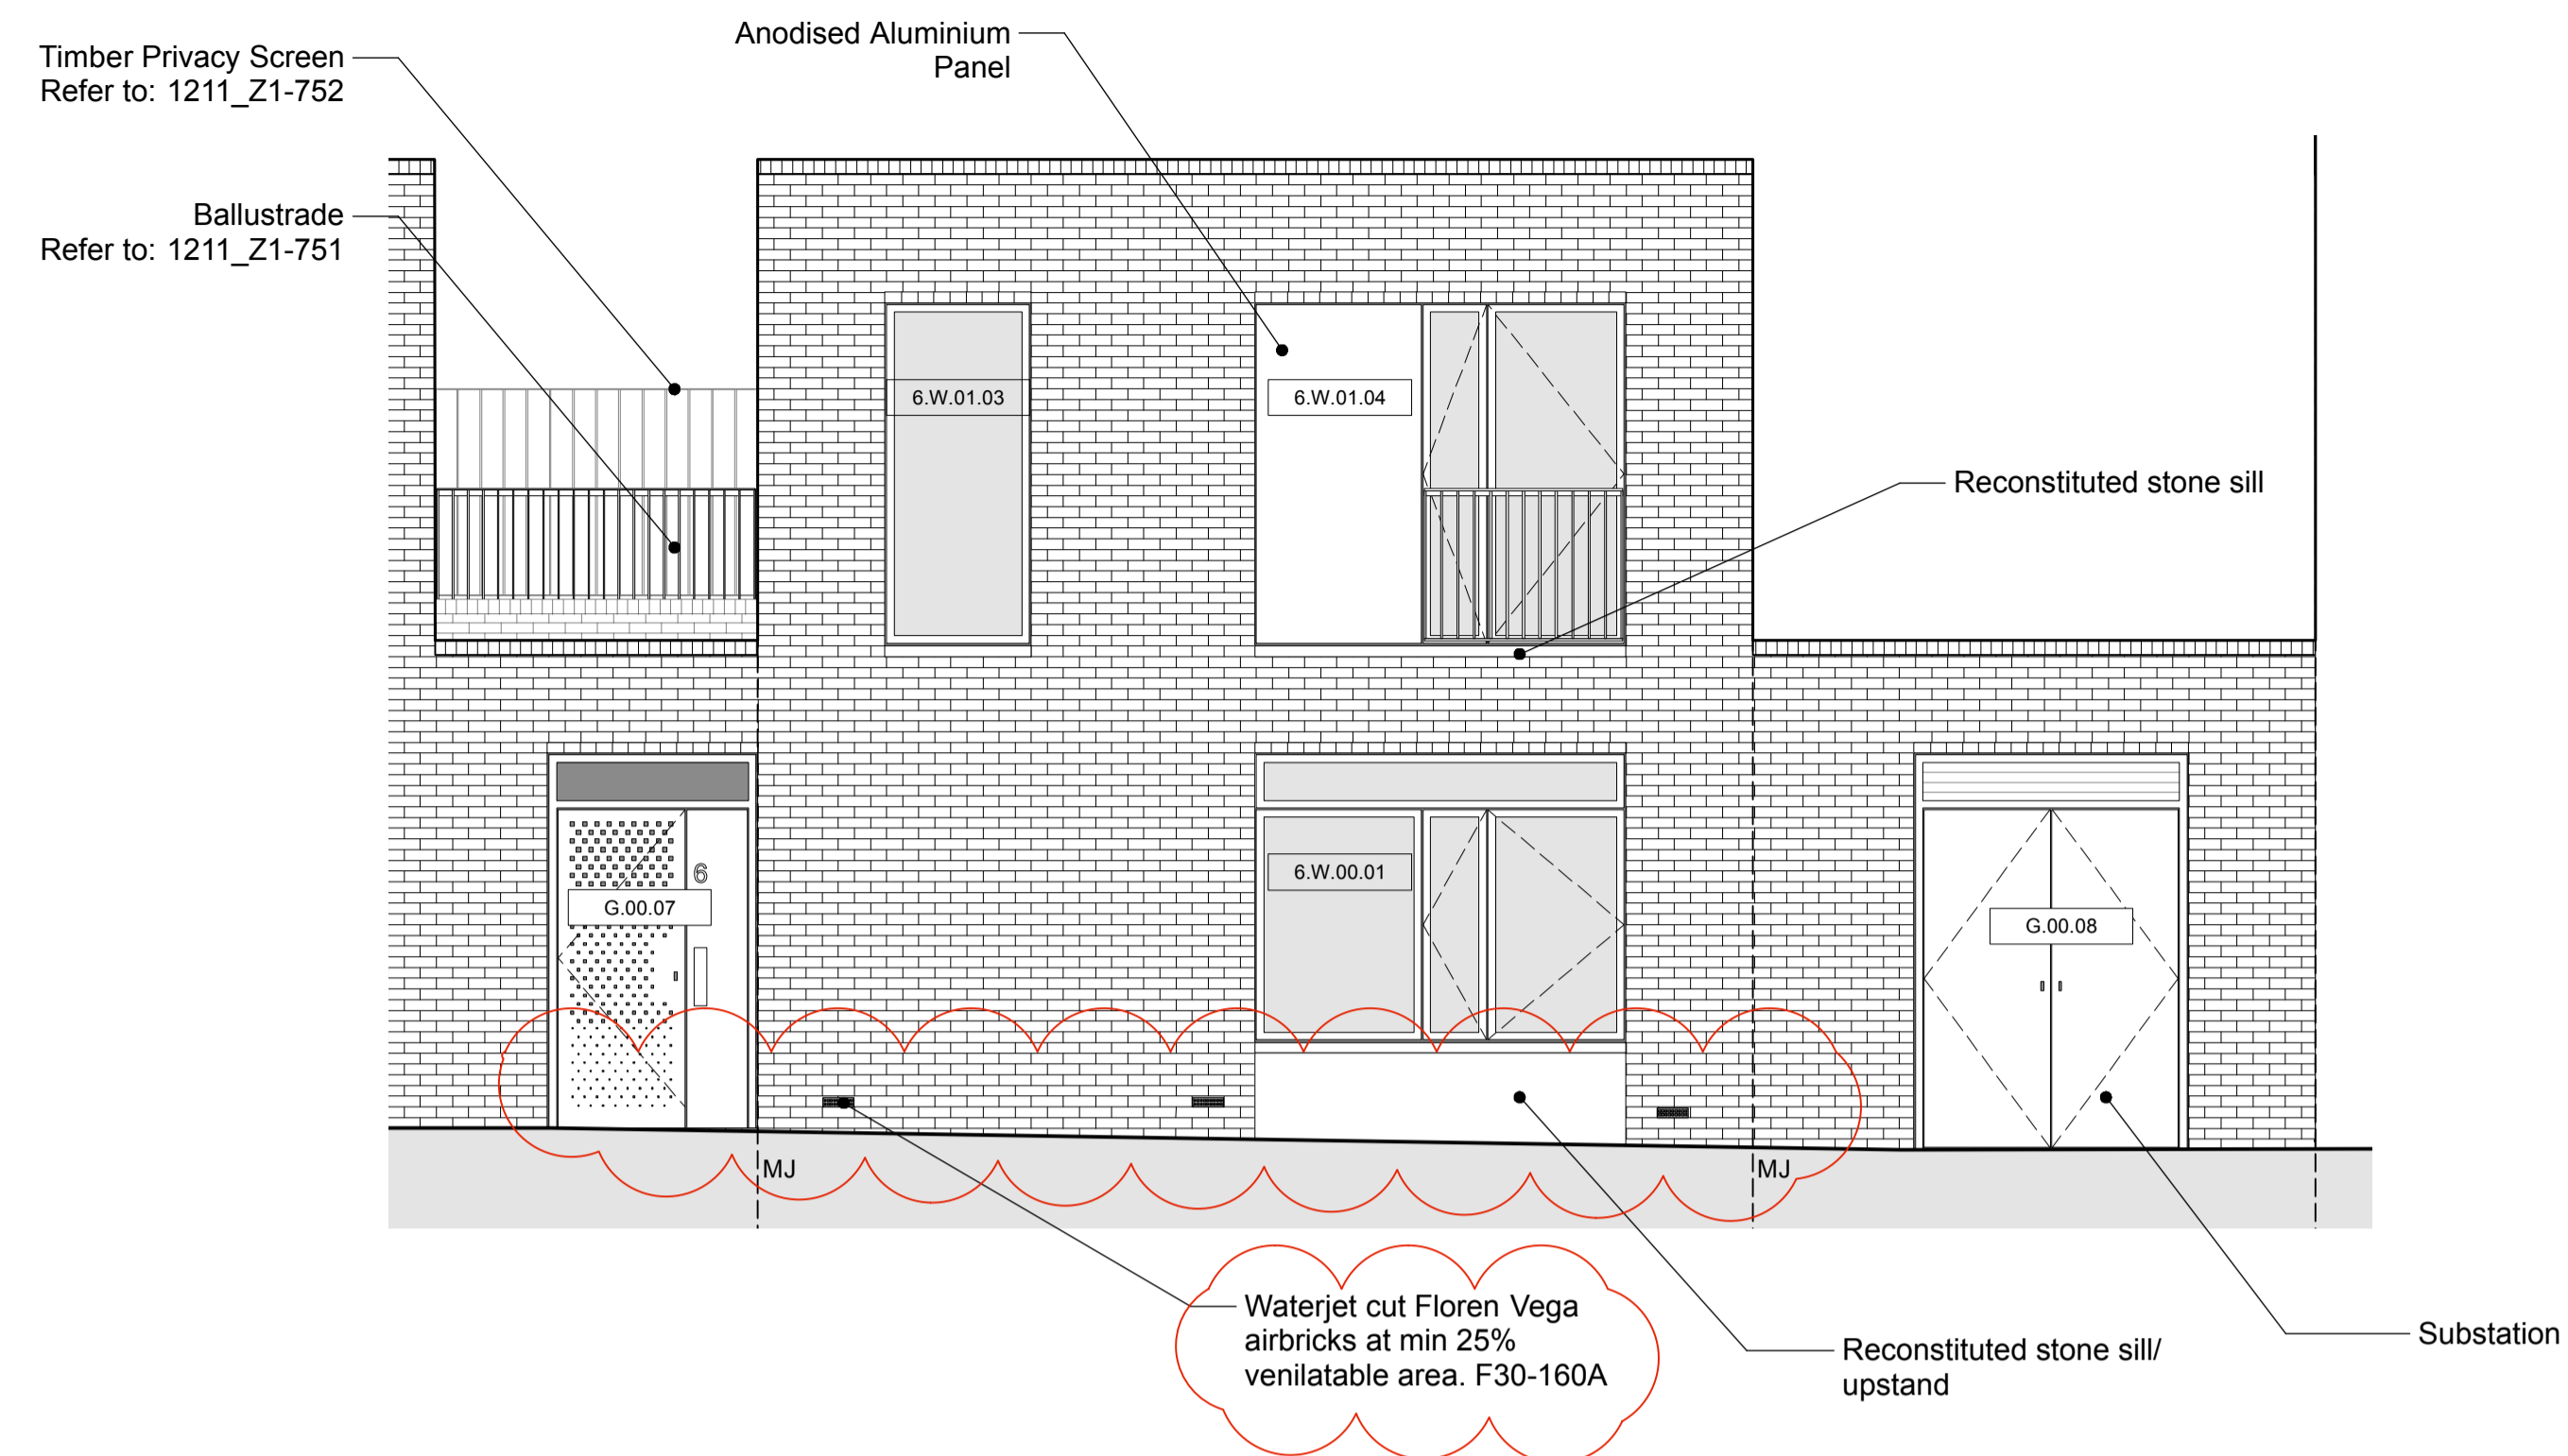 Timber Privacy Screen
Refer to: 1211_Z1-752
Anodised Aluminium
Panel
Ballustrade
Refer to: 1211_Z1-751
6.W.01.03
6.W.01.04
Reconstituted stone sill
6
6.W.00.01
G.00.07
G.00.08
MJ
MJ
Waterjet cut Floren Vega
airbricks at min 25%
venilatable area. F30-160A
Reconstituted stone sill/
upstand
Substation